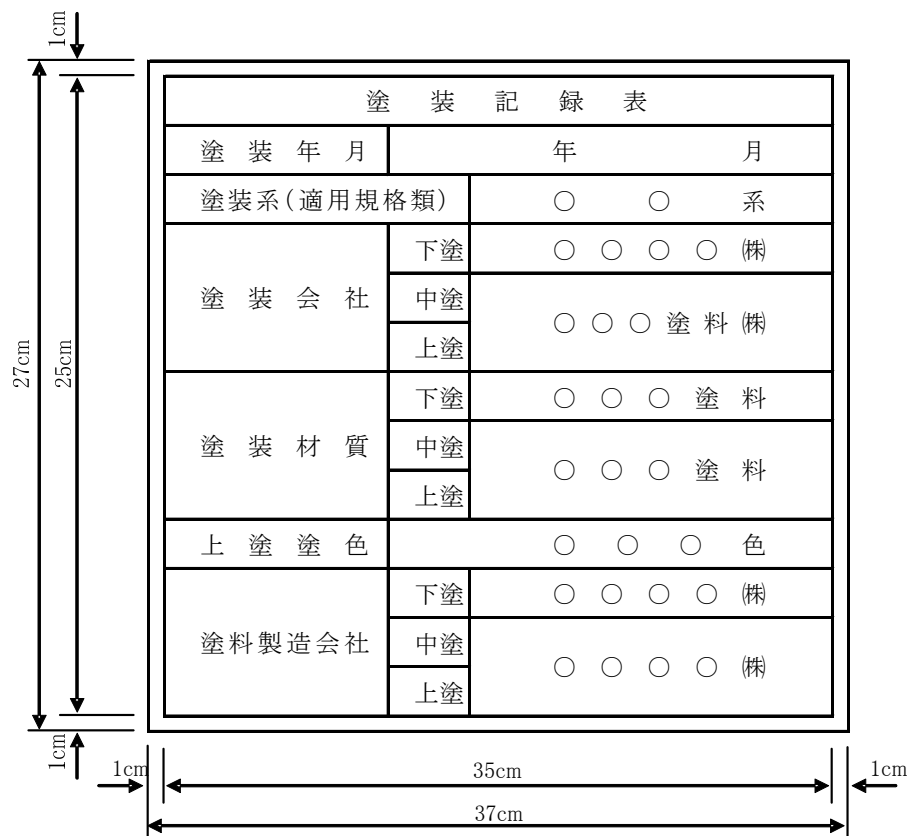 1cm
塗装記録表
塗装年月 年 月
塗装系(適用規格類) ○ ○ 系
塗装会社 下塗 ○○○○㈱
中塗 ○○○塗料㈱
上塗
塗装材質 下塗 ○○○塗料
中塗 ○○○塗料
上塗
上塗塗色 ○○○色
塗料製造会社 下塗 ○○○○㈱
中塗 ○○○○㈱
上塗
27cm
25cm
1cm
1cm 35cm 1cm
37cm